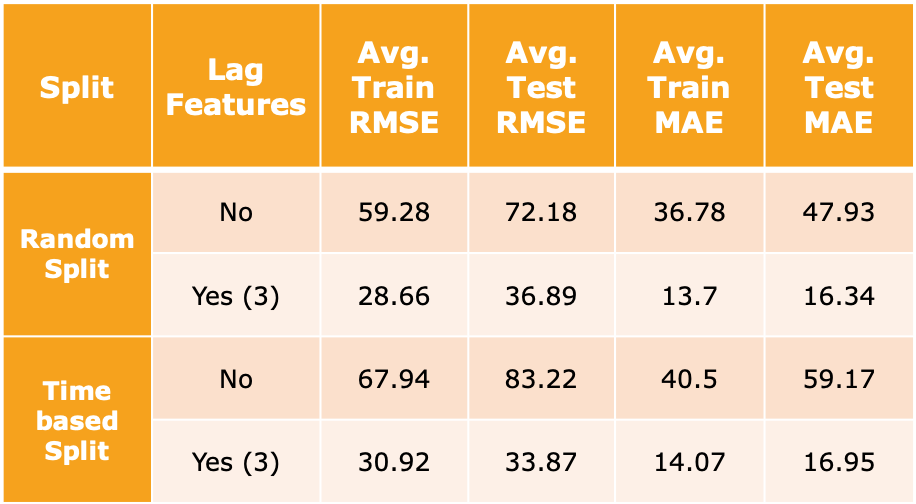 Split
Lag
Features
Avg.
Train
RMSE
Avg.
Test
RMSE
Avg.
Train
MAE
Avg.
Test
MAE
Random
Split
No
59.28
72.18
36.78
47.93
Yes (3)
28.66
36.89
13.7
16.34
Time
based
Split
No
67.94
83.22
40.5
59.17
Yes (3)
30.92
33.87
14.07
16.95